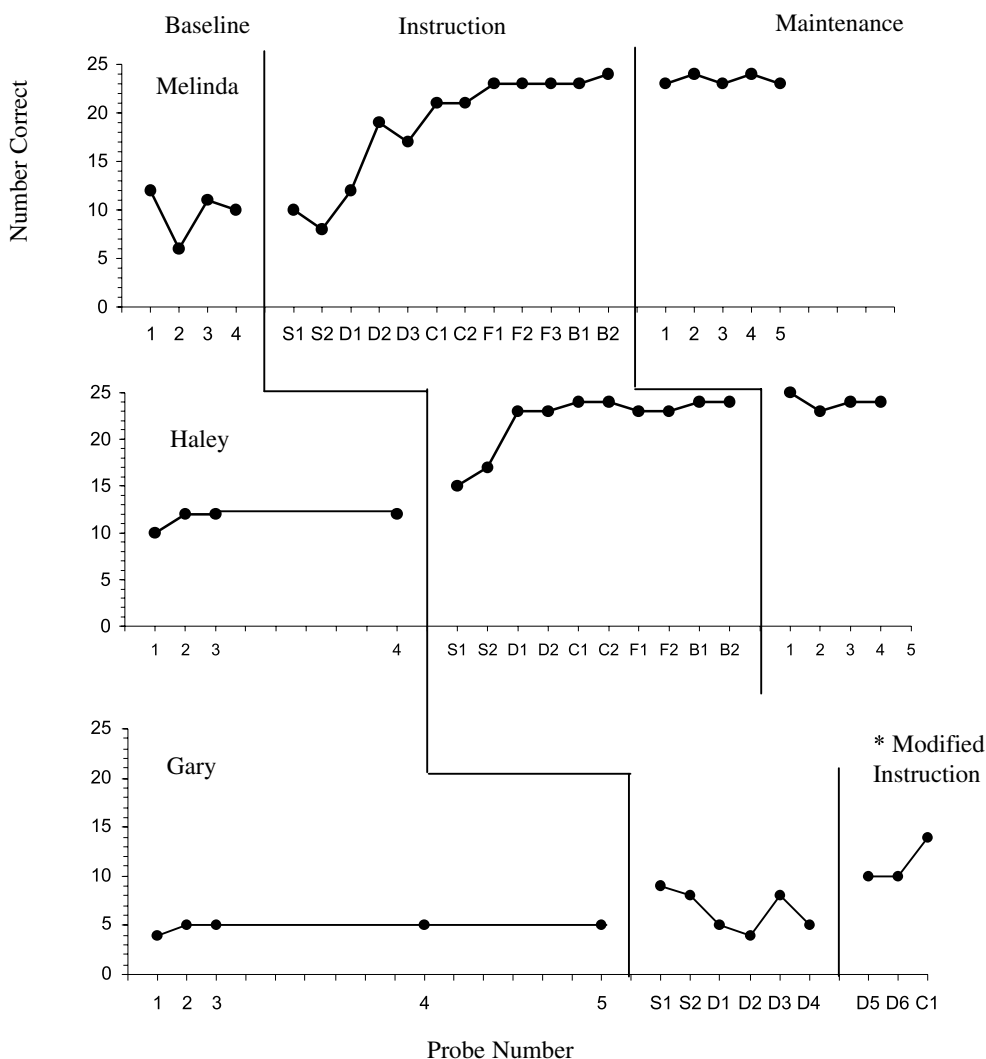 Baseline Instruction Maintenance
Number Correct
Melinda
25
20
15
10
5
0
1 2 3 4 S1 S2 D1 D2 D3 C1 C2 F1 F2 F3 B1 B2 1 2 3 4 5
Haley
25
20
15
10
5
0
1 2 3 4 S1 S2 D1 D2 C1 C2 F1 F2 B1 B2 1 2 3 4 5
Gary
* Modified
Instruction
25
20
15
10
5
0
1 2 3 4 5 S1 S2 D1 D2 D3 D4 D5 D6 C1
Probe Number